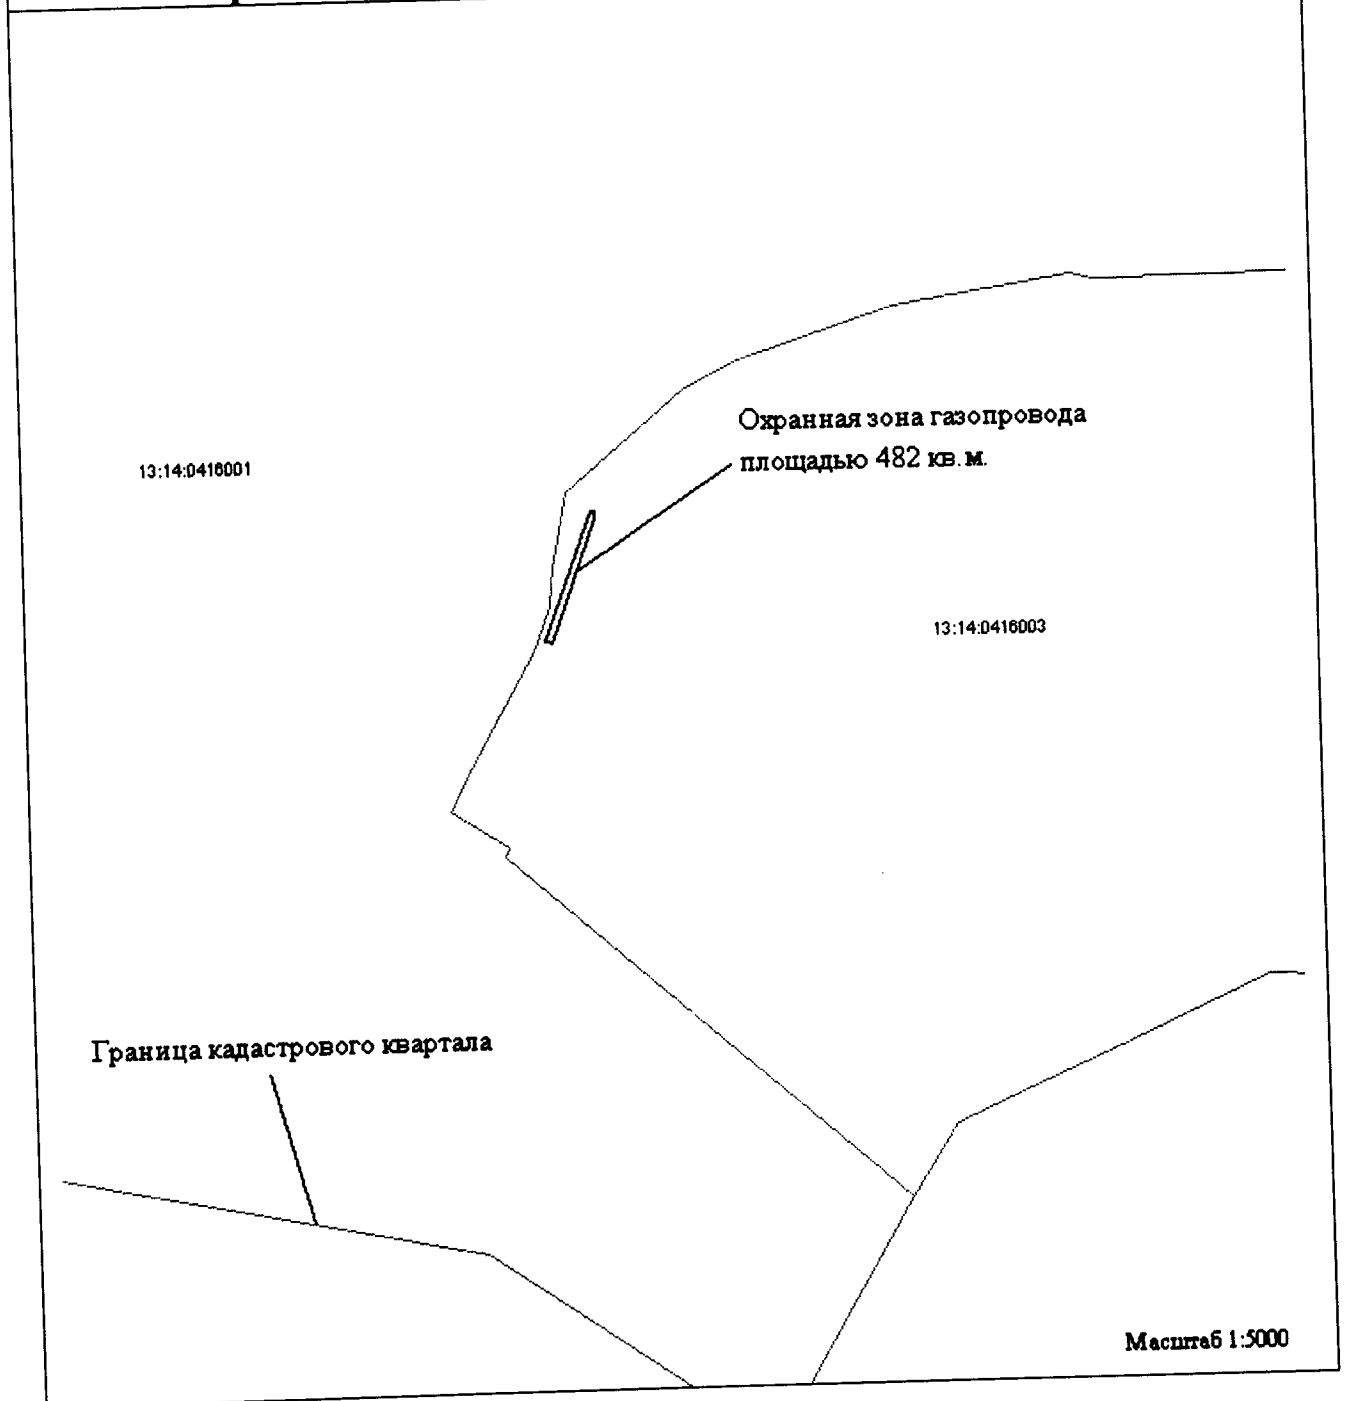 Охранная зона газопровода
площадью 482 кв.м.
13:14:0416001
13:14:0416003
Граница кадастрового квартала
Масштаб 1:5000